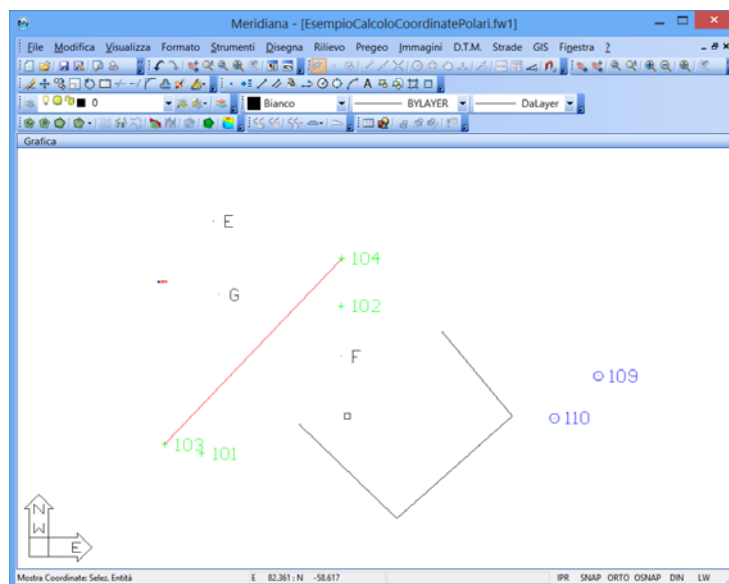 Meridiana - [EsempioCalcoloCoordinatePolari.fw1]
File Modifica Visualizza Formato Strumenti Disegna Rilievo Pregeo Immagini D.T.M. Strade GIS Finestra ?
0 Bianco BYLAYER DaLayer
Grafica
E
104
G
102
F
109
110
103
101
N
W
E
Mostra Coordinate: Selez. Entità E 82.361 : N -58.617 IPR SNAP ORTO OSNAP DIN LW